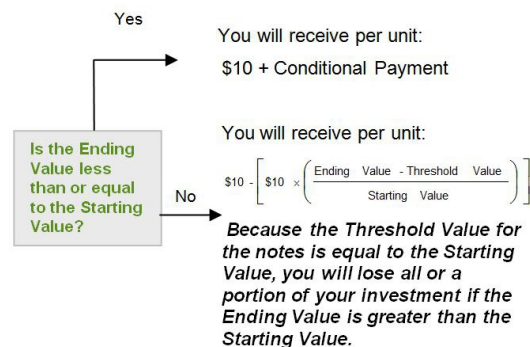 Yes
You will receive per unit:
$10 + Conditional Payment
Is the Ending
Value less
than or equal
to the Starting
Value?
No
You will receive per unit:
$10 - [ $10 × ( Ending Value - Threshold Value / Starting Value ) ]
Because the Threshold Value for
the notes is equal to the Starting
Value, you will lose all or a
portion of your investment if the
Ending Value is greater than the
Starting Value.